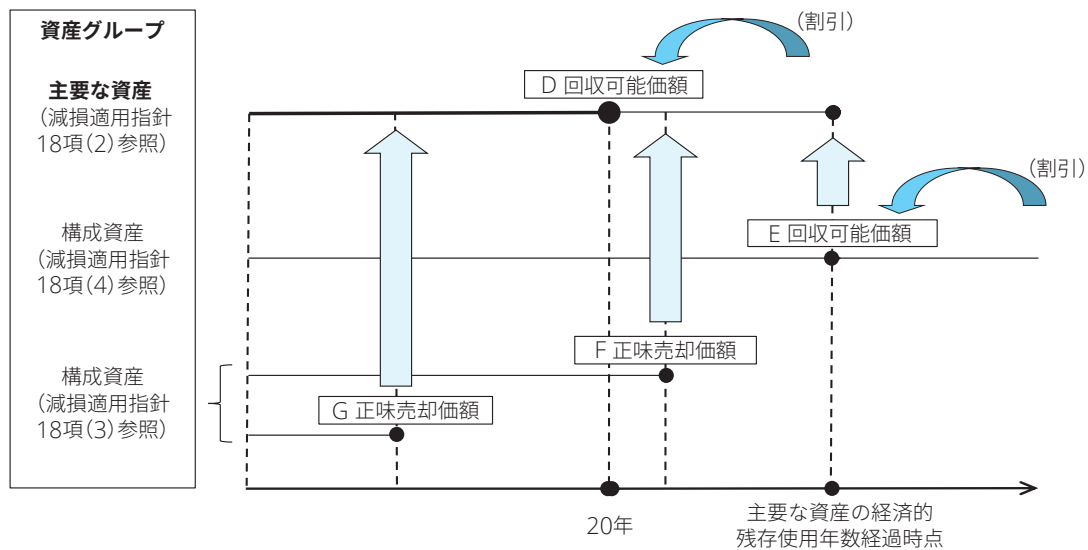 資産グループ
主要な資産
(減損適用指針
18項(2)参照)
構成資産
(減損適用指針
18項(4)参照)
構成資産
(減損適用指針
18項(3)参照)
(割引)
D 回収可能価額
(割引)
E 回収可能価額
F 正味売却価額
G 正味売却価額
20年
主要な資産の経済的
残存使用年数経過時点